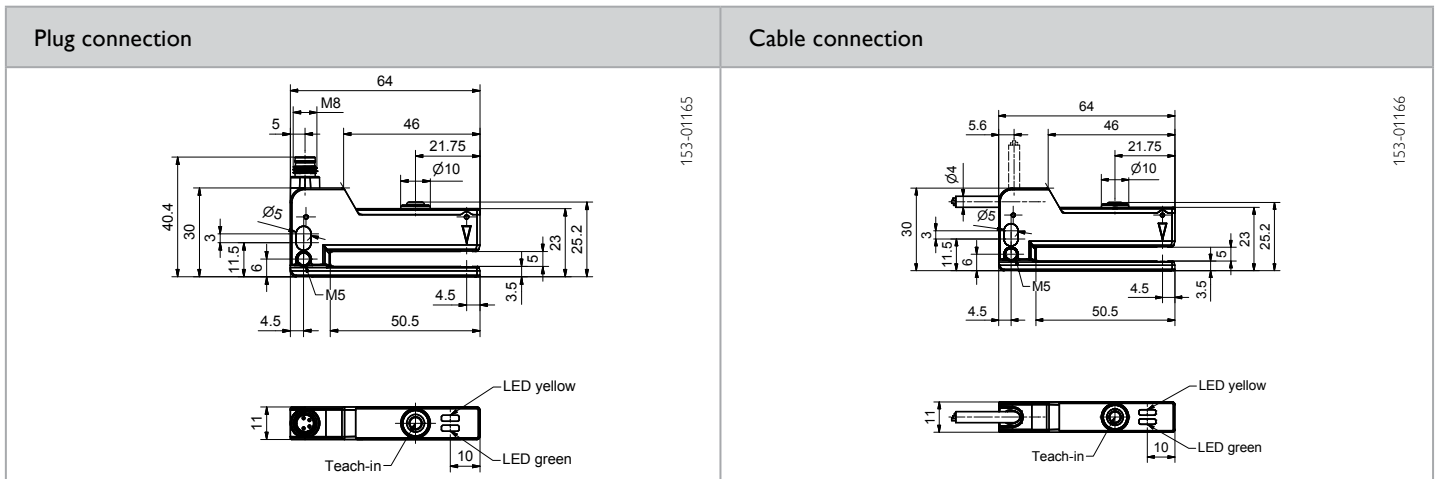 Plug connection
Cable connection
64
M8
5
46
21.75
Ø10
40.4
30
Ø5
3
11.5
6
M5
4.5
50.5
4.5
3.5
5
23
25.2
153-01165
11
LED yellow
LED green
Teach-in
10
64
5.6
46
21.75
Ø10
Ø4
30
Ø5
3
11.5
6
M5
4.5
50.5
4.5
3.5
5
23
25.2
153-01166
11
LED yellow
LED green
Teach-in
10